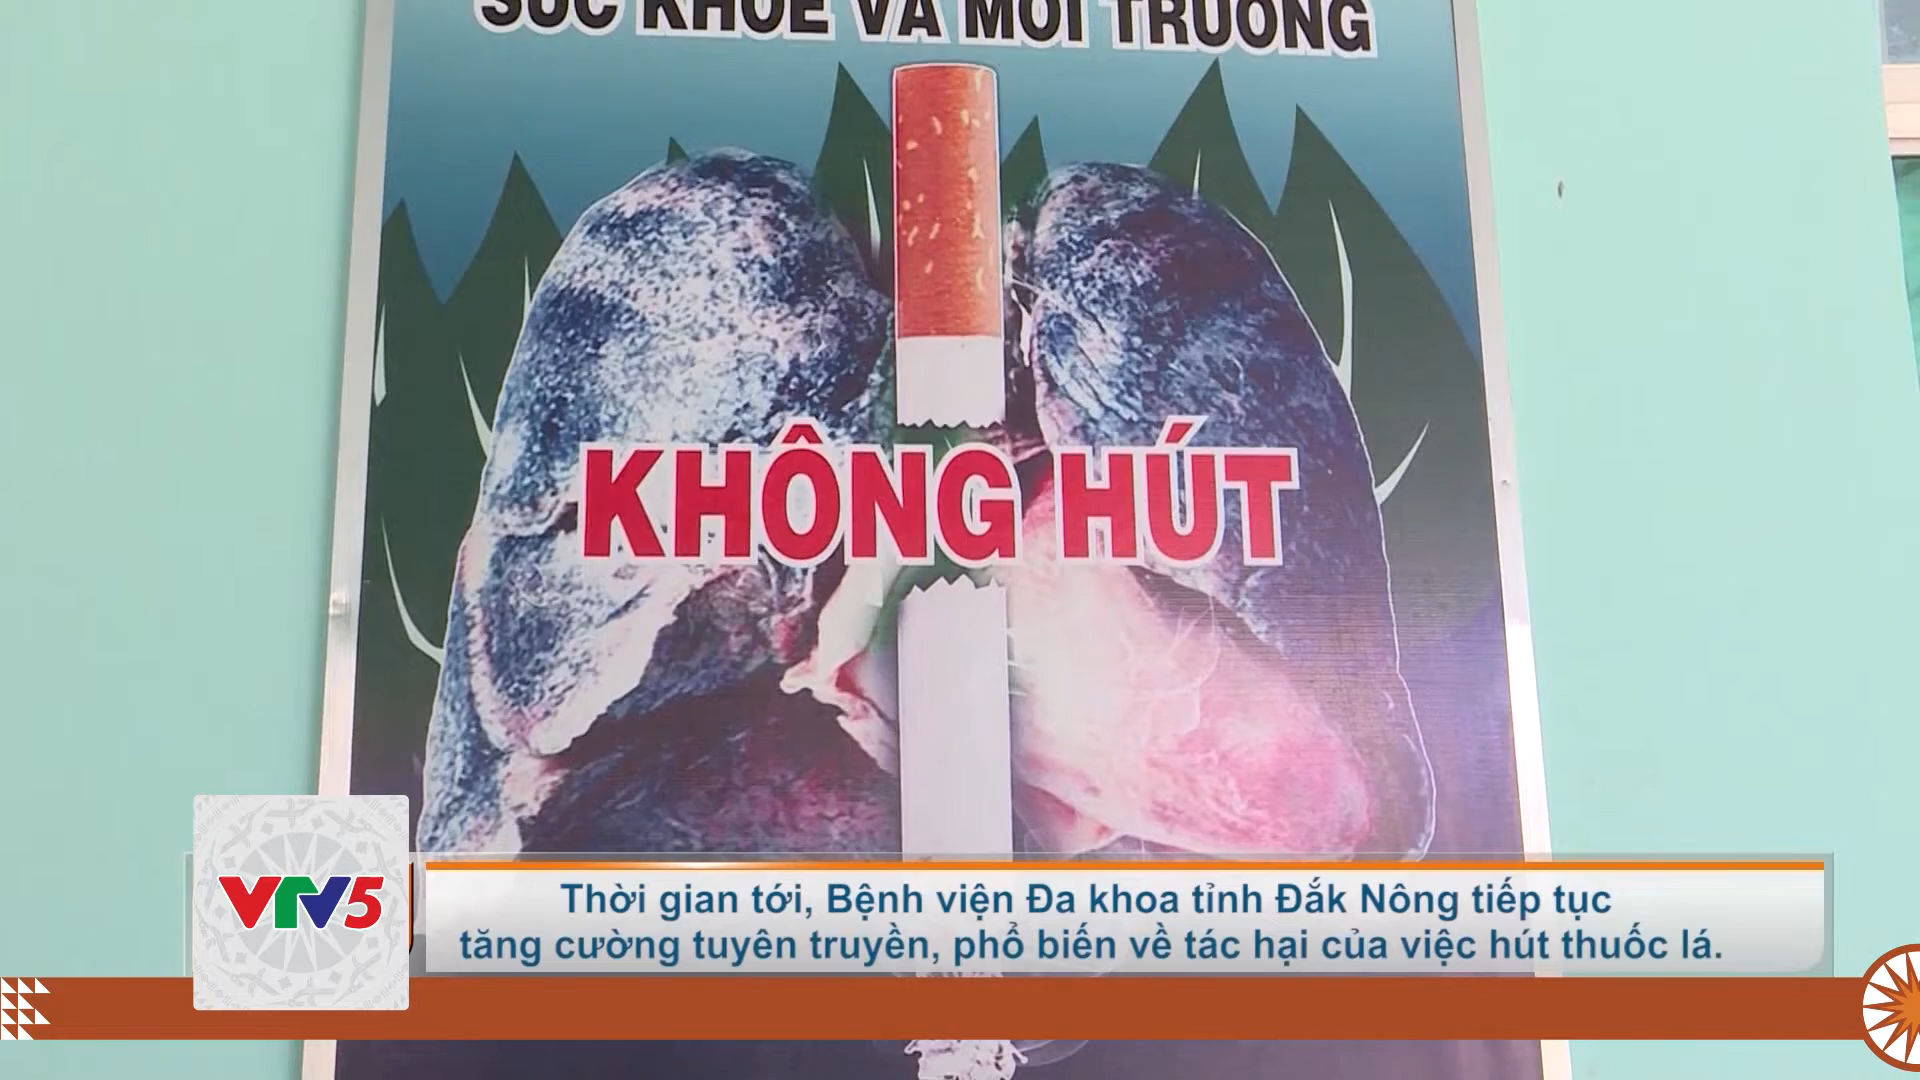 SỨC KHỎE VÀ MÔI TRƯỜNG
KHÔNG HÚT
VTV5
Thời gian tới, Bệnh viện Đa khoa tỉnh Đắk Nông tiếp tục
tăng cường tuyên truyền, phổ biến về tác hại của việc hút thuốc lá.